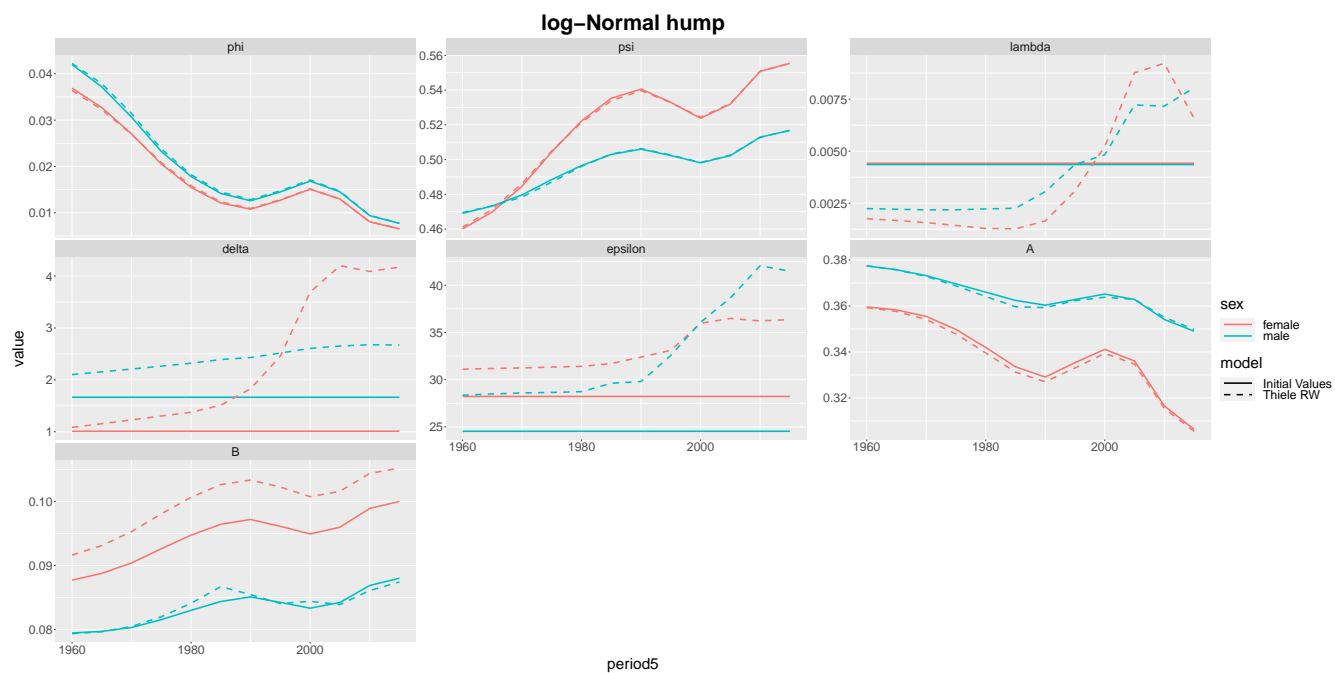 log−Normal hump
phi
psi
lambda
0.04
0.03
0.02
0.01
0.56
0.54
0.52
0.50
0.48
0.46
0.0075
0.0050
0.0025
delta
epsilon
A
4
3
2
1
40
35
30
25
0.38
0.36
0.34
0.32
1960
1980
2000
1960
1980
2000
B
0.10
0.09
0.08
1960
1980
2000
value
period5
sex
female
male
model
Initial Values
Thiele RW